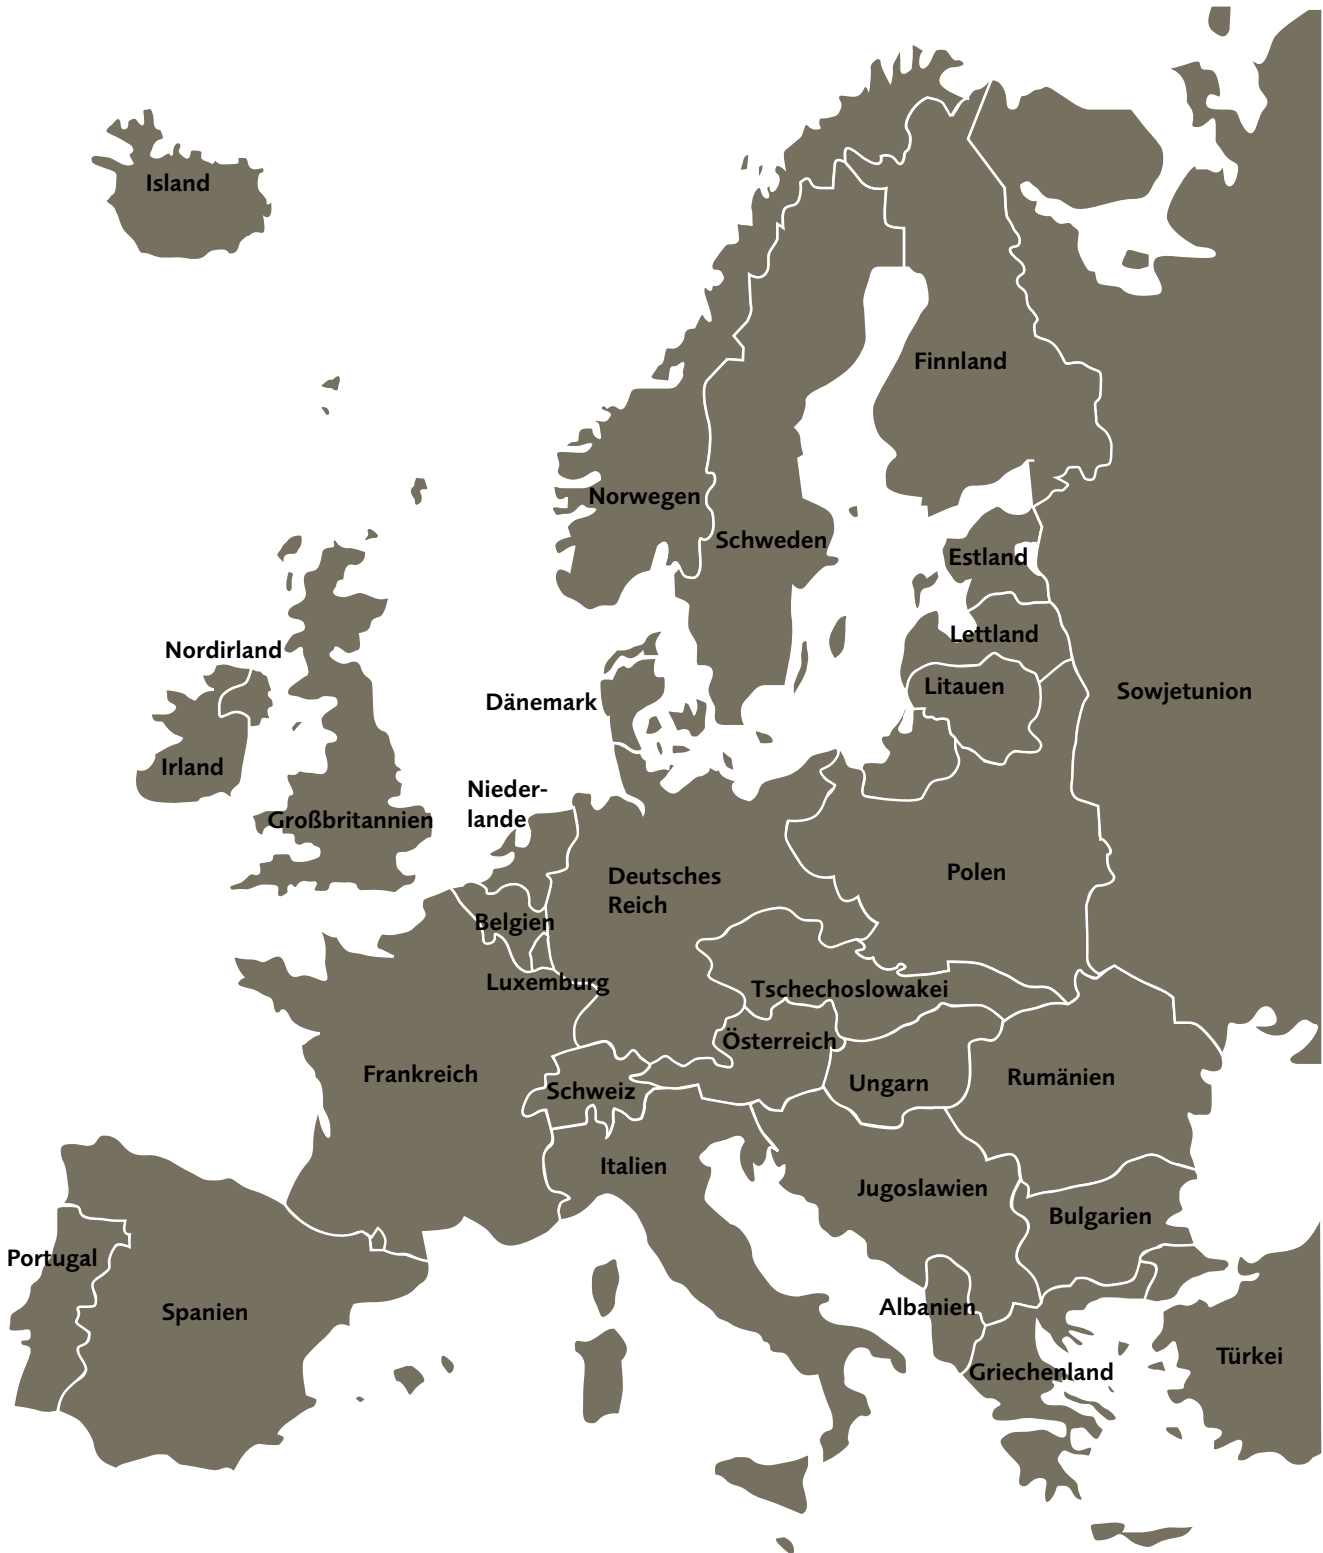 Island
Finnland
Norwegen
Schweden
Estland
Lettland
Nordirland
Litauen
Sowjetunion
Dänemark
Irland
Nieder-
lande
Großbritannien
Deutsches
Reich
Polen
Belgien
Luxemburg
Tschechoslowakei
Österreich
Frankreich
Schweiz
Ungarn
Rumänien
Italien
Jugoslawien
Bulgarien
Portugal
Spanien
Albanien
Türkei
Griechenland